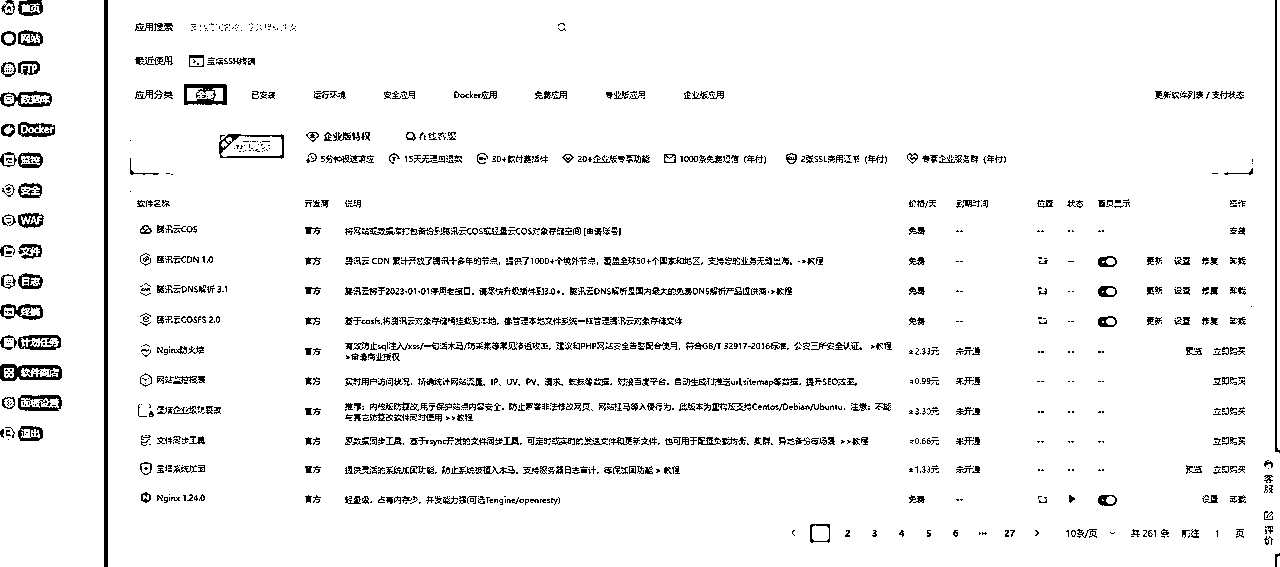 首页
网站
FTP
数据库
Docker
监控
安全
WAF
文件
日志
终端
计划任务
软件商店
面板设置
退出
应用搜索
最近使用 宝塔SSH终端
应用分类 全部 已安装 运行环境 安全应用 Docker应用 免费应用 专业版应用 企业版应用 更新软件列表 / 支付状态
企业版特权 在线客服
5分钟极速响应 15天无理由退款 30+款付费插件 20+企业版专享功能 1000条免费短信 (年付) 2张SSL商用证书 (年付) 专享企业服务群 (年付)
软件名称 开发商 说明 价格/天 到期时间 位置 状态 首页显示 操作
腾讯云COS 官方 将网站或数据库打包备份到腾讯云COS或轻量云COS对象存储空间 [申请账号] 免费 -- -- -- -- 安装
腾讯云CDN 1.0 官方 腾讯云 CDN 累计开放了腾讯十多年的节点，提供了1000+个境外节点，覆盖全球50+个国家和地区，支持您的业务无缝出海。->教程 免费 -- -- 更新 设置 修复 卸载
腾讯云DNS解析 3.1 官方 腾讯云将于2023-01-01停用老接口，请尽快升级插件到3.0+。腾讯云DNS解析是国内最大的免费DNS解析产品提供商->教程 免费 -- -- 更新 设置 修复 卸载
腾讯云COSFS 2.0 官方 基于cosfs,将腾讯云对象存储桶挂载到本地，像管理本地文件系统一样管理腾讯云对象存储文件 免费 -- -- 更新 设置 修复 卸载
Nginx防火墙 官方 有效防止sql注入/xss/一句话木马/防采集等常见渗透攻击，建议和PHP网站安全告警配合使用，符合GB/T 32917-2016标准，公安三所安全认证。 >教程 ¥2.33元 未开通 -- -- -- 预览 立即购买
>申请商业授权
网站监控报表 官方 实时用户访问状况，精确统计网站流量、IP、UV、PV、请求、蜘蛛等数据，对接百度平台，自动生成和推送url,sitemap等数据，提升SEO效率。 ¥0.99元 未开通 -- -- -- 立即购买
宝塔企业级防篡改 官方 推荐：内核级防篡改,用于保护站点内容安全，防止黑客非法修改网页、网站挂马等入侵行为。此版本为重构版支持Centos/Debian/Ubuntu，注意：不能 ¥3.30元 未开通 -- -- -- 立即购买
与其它防篡改软件同时使用 >>教程
文件同步工具 官方 原数据同步工具，基于rsync开发的文件同步工具，可定时或实时的发送文件和更新文件，也可用于配置负载均衡、集群、异地备份等场景 >>教程 ¥0.66元 未开通 -- -- -- 立即购买
宝塔系统加固 官方 提供灵活的系统加固功能，防止系统被植入木马。支持服务器日志审计，等保加固功能 > 教程 ¥1.33元 未开通 -- -- -- 预览 立即购买
Nginx 1.24.0 官方 轻量级，占有内存少，并发能力强(可选Tengine/openresty) 免费 -- 设置 卸载
2 3 4 5 6 ··· 27 10条/页 共 261 条 前往 1 页
客服
评价